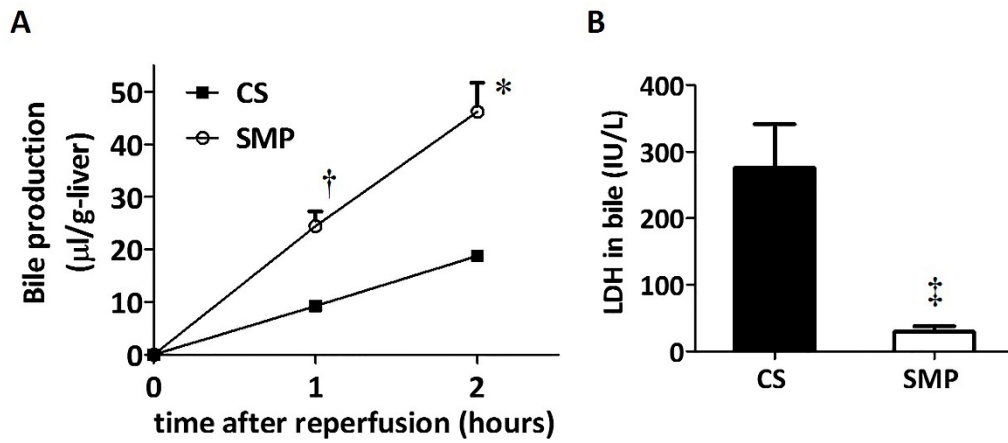 A
Bile production
(µl/g-liver)
50
40
30
20
10
0
CS
SMP
†
*
0 1 2
time after reperfusion (hours)
B
LDH in bile (IU/L)
400
300
200
100
0
‡
CS SMP